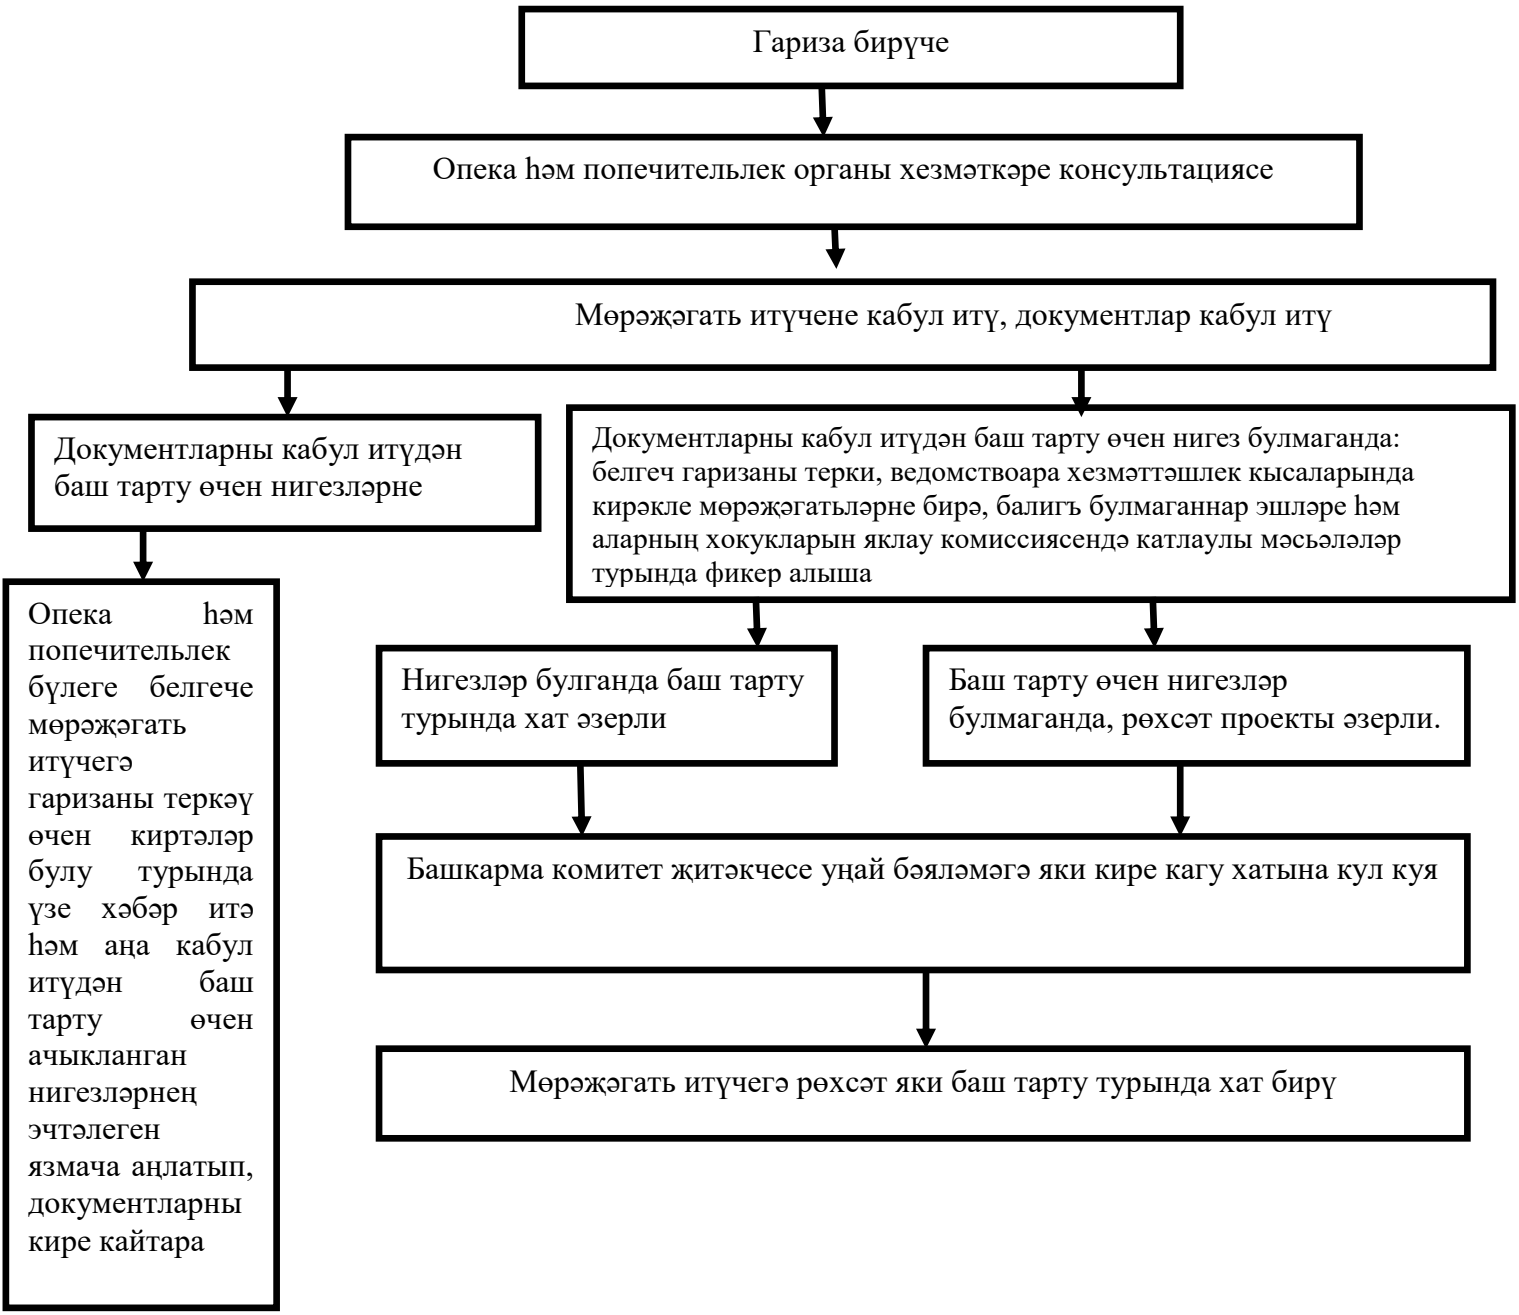 Гариза бирүче
Опека һәм попечительлек органы хезмәткәре консультациясе
Мөрәҗәгать итүчене кабул итү, документлар кабул итү
Документларны кабул итүдән
баш тарту өчен нигезләрне
Документларны кабул итүдән баш тарту өчен нигез булмаганда:
белгеч гаризаны терки, ведомствоара хезмәттәшлек кысаларында
кирәкле мөрәҗәгатьләрне бирә, балигъ булмаганнар эшләре һәм
аларның хокукларын яклау комиссиясендә катлаулы мәсьәләләр
турында фикер алыша
Опека һәм
попечительлек
бүлеге белгече
мөрәҗәгать
итүчегә
гаризаны теркәү
өчен киртәләр
булу турында
үзе хәбәр итә
һәм аңа кабул
итүдән баш
тарту өчен
ачыкланган
нигезләрнең
эчтәлеген
язмача аңлатып,
документларны
кире кайтара
Нигезләр булганда баш тарту
турында хат әзерли
Баш тарту өчен нигезләр
булмаганда, рөхсәт проекты әзерли.
Башкарма комитет җитәкчесе уңай бәяләмәгә яки кире кагу хатына кул куя
Мөрәҗәгать итүчегә рөхсәт яки баш тарту турында хат бирү